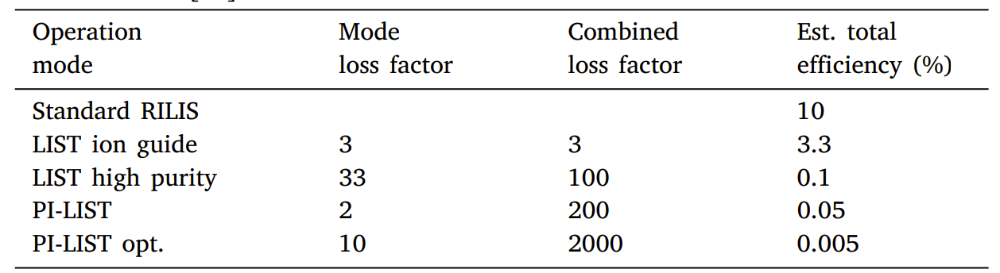 Operation Mode Combined Est. total
mode loss factor loss factor efficiency (%)
Standard RILIS 10
LIST ion guide 3 3 3.3
LIST high purity 33 100 0.1
PI-LIST 2 200 0.05
PI-LIST opt. 10 2000 0.005